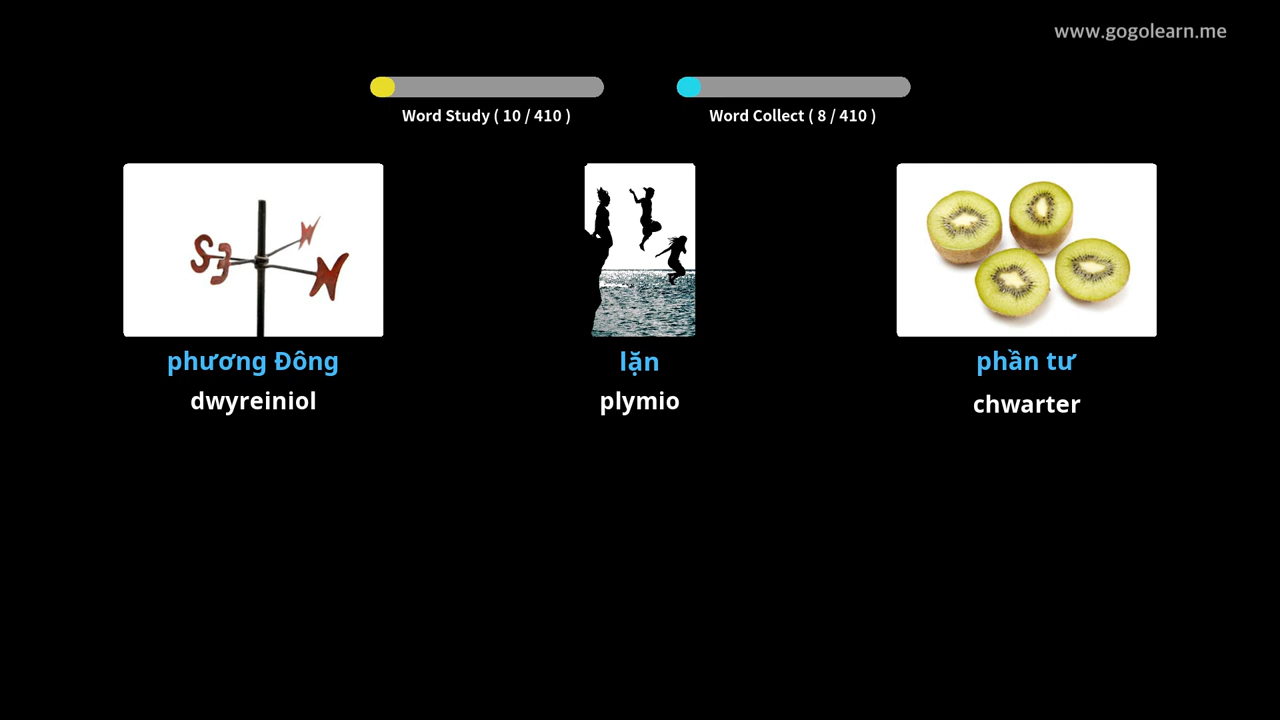 www.gogolearn.me
Word Study ( 10 / 410 )
Word Collect ( 8 / 410 )
S E N W
phương Đông
lặn
phần tư
dwyreiniol
plymio
chwarter